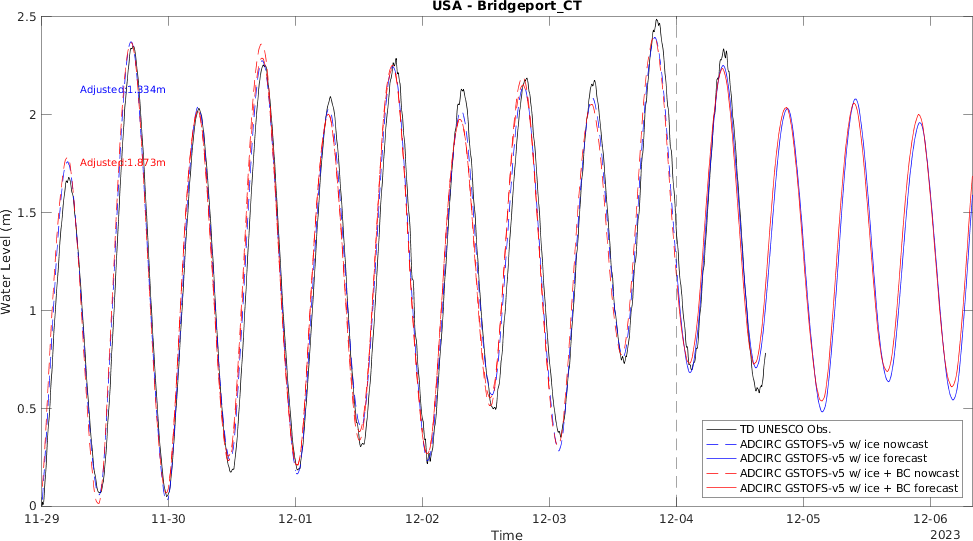 USA - Bridgeport_CT
Water Level (m)
2.5
2
1.5
1
0.5
0
Adjusted:1.334m
Adjusted:1.873m
TD UNESCO Obs.
ADCIRC GSTOFS-v5 w/ ice nowcast
ADCIRC GSTOFS-v5 w/ ice forecast
ADCIRC GSTOFS-v5 w/ ice + BC nowcast
ADCIRC GSTOFS-v5 w/ ice + BC forecast
11-29 11-30 12-01 12-02 12-03 12-04 12-05 12-06
Time
2023